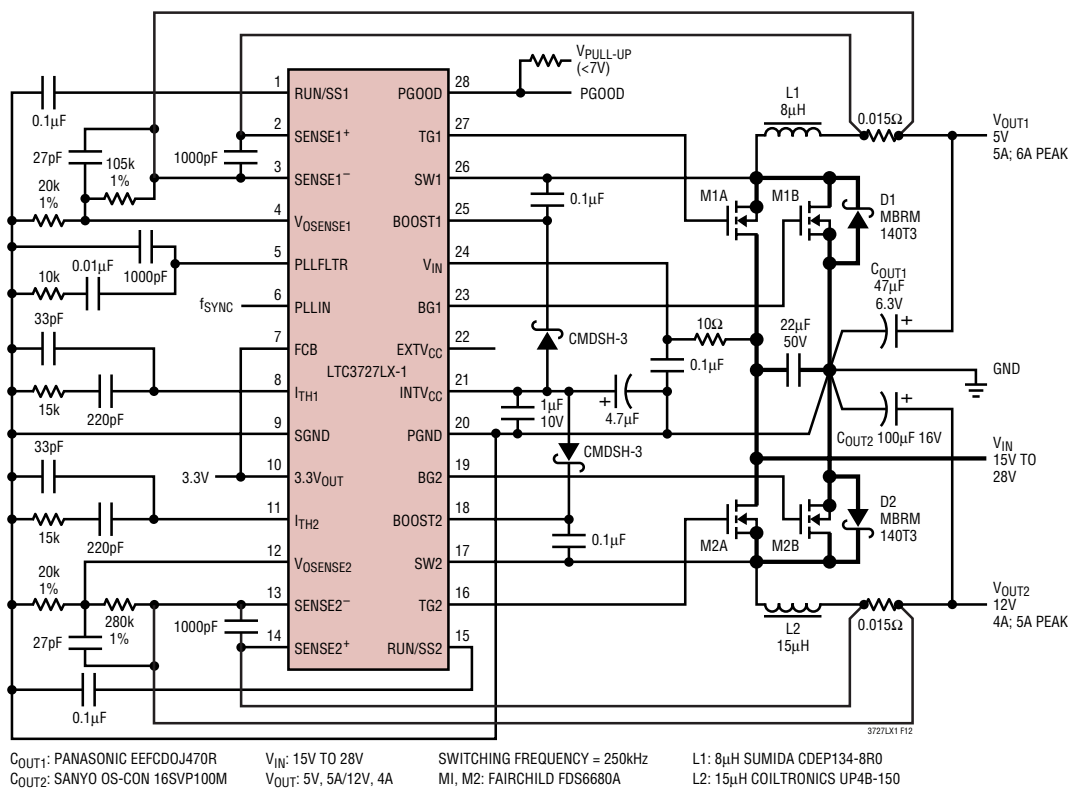 VPULL-UP
(<7V)
PGOOD
L1
8µH
0.015Ω
VOUT1
5V
5A; 6A PEAK
0.1µF
27pF
105k
1%
20k
1%
1000pF
0.01µF
1000pF
10k
fSYNC
33pF
15k
220pF
3.3V
33pF
15k
220pF
20k
1%
280k
1%
27pF
1000pF
0.1µF
1
RUN/SS1
2
SENSE1+
3
SENSE1−
4
VOSENSE1
5
PLLFLTR
6
PLLIN
7
FCB
LTC3727LX-1
8
ITH1
9
SGND
10
3.3VOUT
11
ITH2
12
VOSENSE2
13
SENSE2−
14
SENSE2+
PGOOD
28
TG1
27
SW1
26
BOOST1
25
VIN
24
BG1
23
EXTVCC
22
INTVCC
21
PGND
20
BG2
19
BOOST2
18
SW2
17
TG2
16
RUN/SS2
15
0.1µF
M1A
M1B
D1
MBRM
140T3
COUT1
47µF
6.3V
CMDSH-3
10Ω
0.1µF
22µF
50V
GND
1µF
10V
4.7µF
COUT2 100µF 16V
VIN
15V TO
28V
CMDSH-3
0.1µF
M2A
M2B
D2
MBRM
140T3
L2
15µH
0.015Ω
VOUT2
12V
4A; 5A PEAK
3727LX1 F12
COUT1: PANASONIC EEFCDOJ470R
COUT2: SANYO OS-CON 16SVP100M
VIN: 15V TO 28V
VOUT: 5V, 5A/12V, 4A
SWITCHING FREQUENCY = 250kHz
MI, M2: FAIRCHILD FDS6680A
L1: 8µH SUMIDA CDEP134-8R0
L2: 15µH COILTRONICS UP4B-150